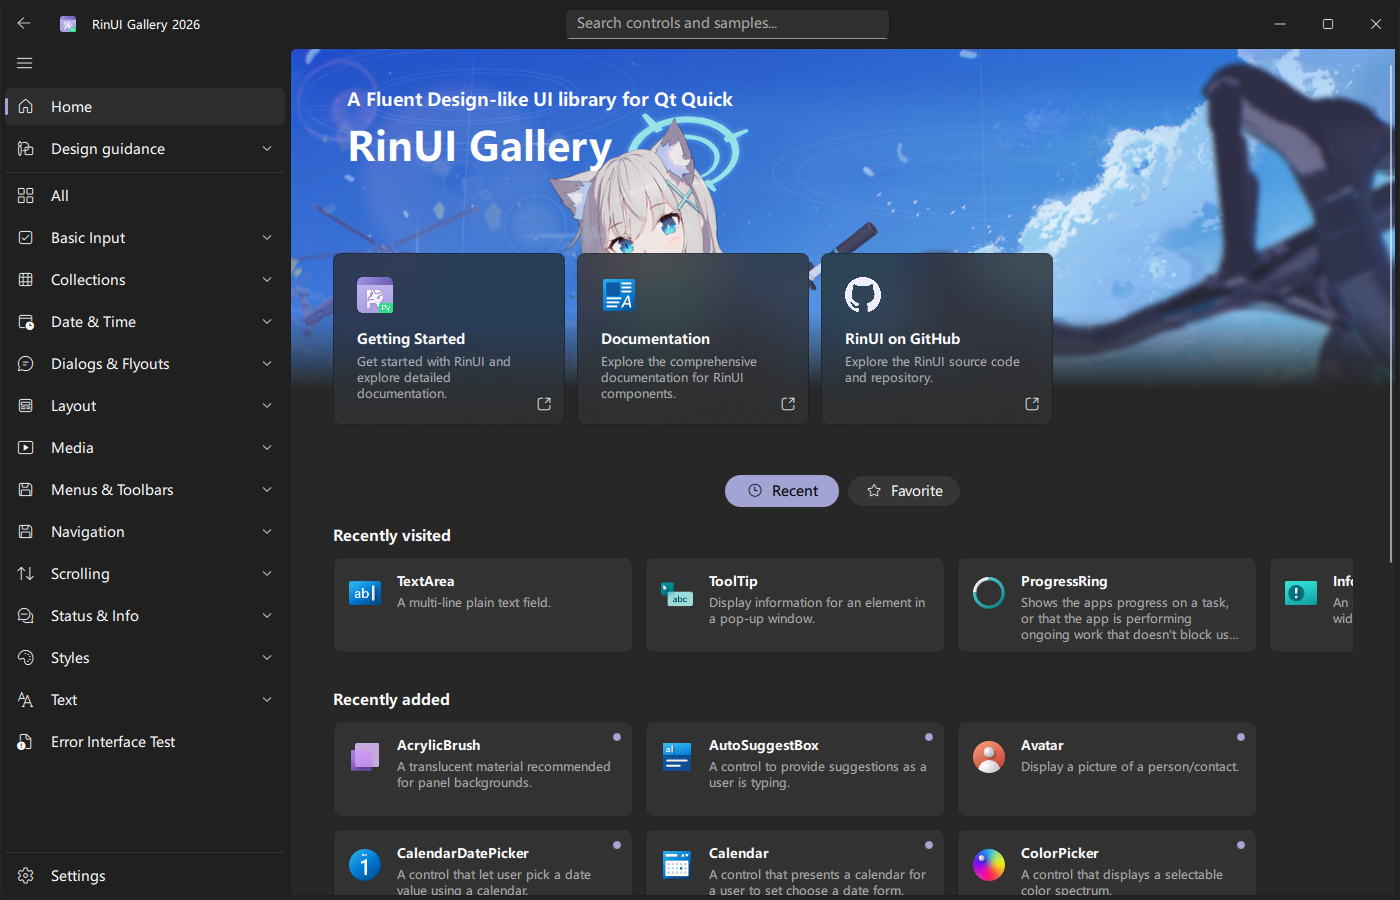 RinUI Gallery 2026
Search controls and samples...
Home
Design guidance
All
Basic Input
Collections
Date & Time
Dialogs & Flyouts
Layout
Media
Menus & Toolbars
Navigation
Scrolling
Status & Info
Styles
Text
Error Interface Test
Settings
A Fluent Design-like UI library for Qt Quick
RinUI Gallery
Py
Getting Started
Get started with RinUI and
explore detailed
documentation.
A
Documentation
Explore the comprehensive
documentation for RinUI
components.
RinUI on GitHub
Explore the RinUI source code
and repository.
Recent
Favorite
Recently visited
ab
TextArea
A multi-line plain text field.
abc
ToolTip
Display information for an element in
a pop-up window.
ProgressRing
Shows the apps progress on a task,
or that the app is performing
ongoing work that doesn't block us...
Inf
An
wid
Recently added
AcrylicBrush
A translucent material recommended
for panel backgrounds.
a
AutoSuggestBox
A control to provide suggestions as a
user is typing.
Avatar
Display a picture of a person/contact.
1
CalendarDatePicker
A control that let user pick a date
value using a calendar.
Calendar
A control that presents a calendar for
a user to set choose a date form.
ColorPicker
A control that displays a selectable
color spectrum.